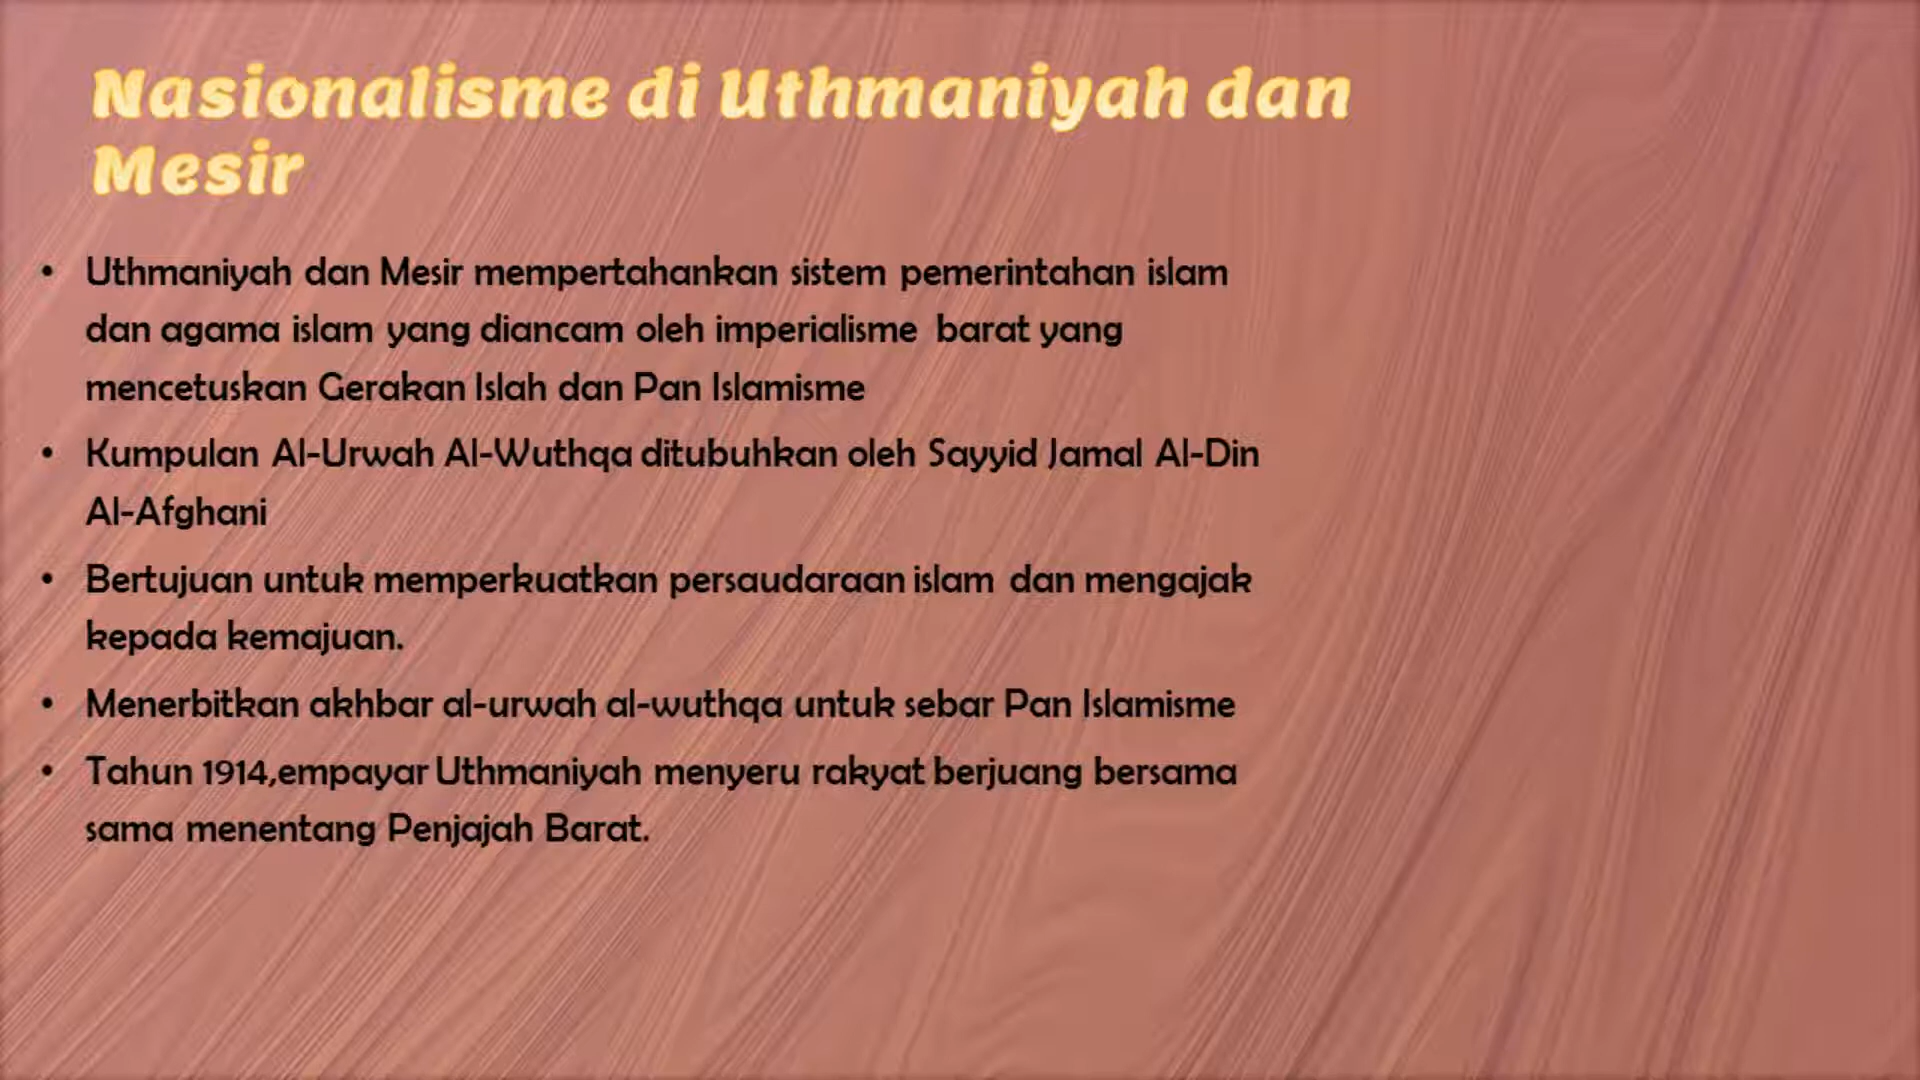 Nasionalisme di Uthmaniyah dan
Mesir
• Uthmaniyah dan Mesir mempertahankan sistem pemerintahan islam
dan agama islam yang diancam oleh imperialisme barat yang
mencetuskan Gerakan Islah dan Pan Islamisme
• Kumpulan Al-Urwah Al-Wuthqa ditubuhkan oleh Sayyid Jamal Al-Din
Al-Afghani
• Bertujuan untuk memperkuatkan persaudaraan islam dan mengajak
kepada kemajuan.
• Menerbitkan akhbar al-urwah al-wuthqa untuk sebar Pan Islamisme
• Tahun 1914,empayar Uthmaniyah menyeru rakyat berjuang bersama
sama menentang Penjajah Barat.